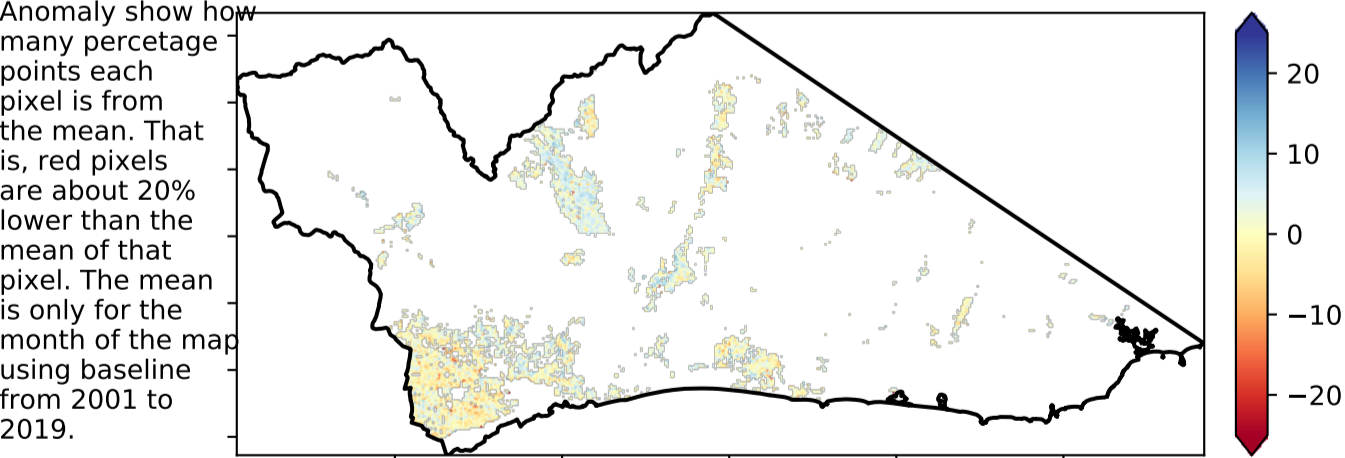 Anomaly show how
many percetage
points each
pixel is from
the mean. That
is, red pixels
are about 20%
lower than the
mean of that
pixel. The mean
is only for the
month of the map
using baseline
from 2001 to
2019.
20
10
0
−10
−20